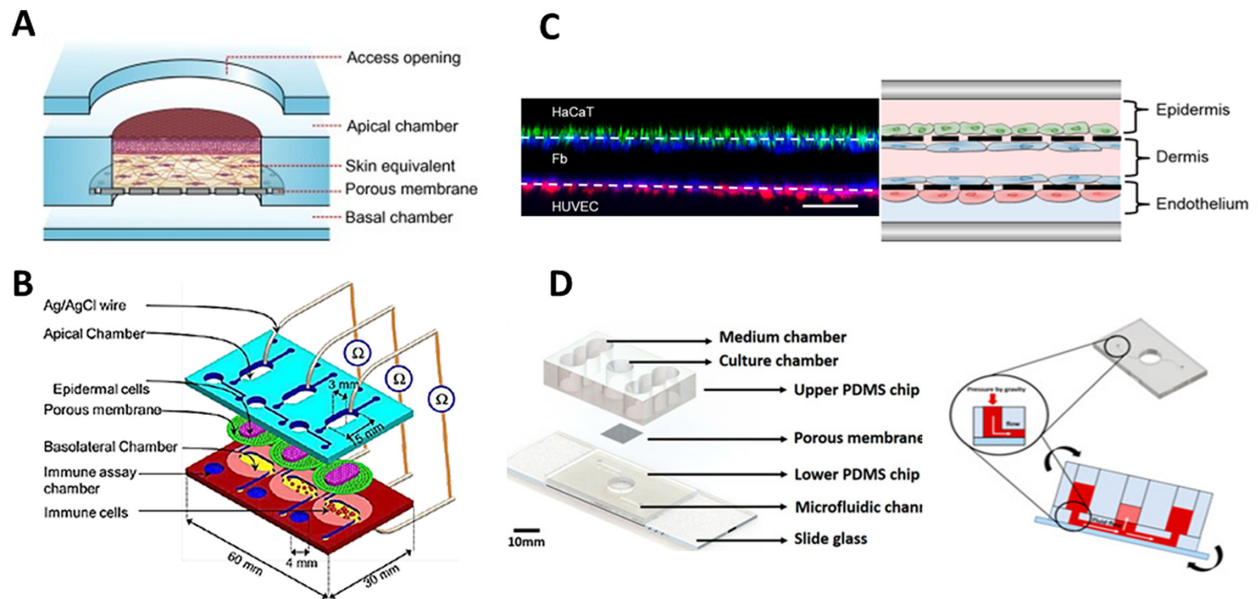 A
Access opening
Apical chamber
Skin equivalent
Porous membrane
Basal chamber
B
Ag/AgCl wire
Apical Chamber
Epidermal cells
Porous membrane
Basolateral Chamber
Immune assay
chamber
Immune cells
Ω
Ω
Ω
3 mm
15 mm
4 mm
60 mm
30 mm
C
HaCaT
Fb
HUVEC
Epidermis
Dermis
Endothelium
D
Medium chamber
Culture chamber
Upper PDMS chip
Porous membrane
Lower PDMS chip
Microfluidic chann
Slide glass
10mm
Pressure by gravity
flow